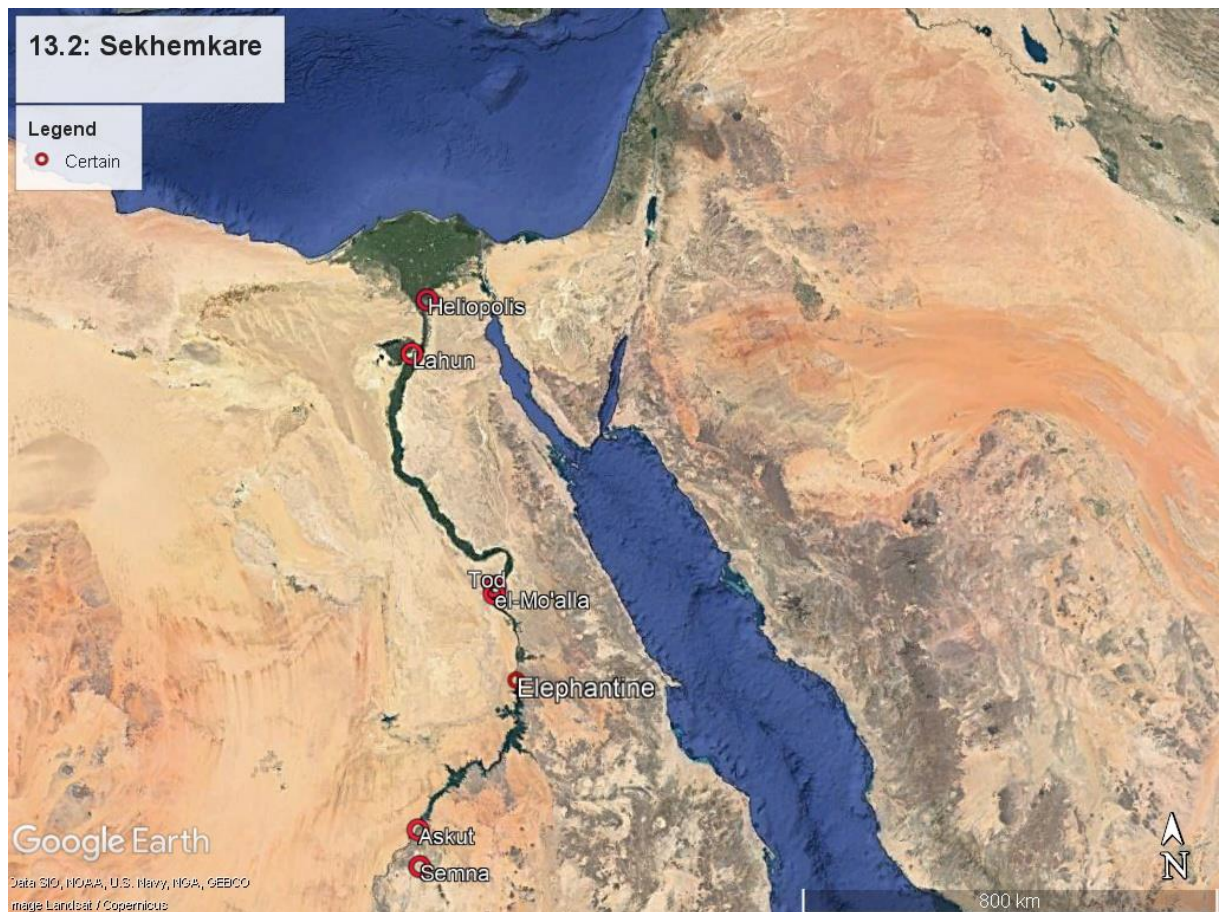 13.2: Sekhemkare
Legend
Certain
Heliopolis
Lahun
Tod
el-Mo'alla
Elephantine
Askut
Semna
Google Earth
Data SIO, NOAA, U.S. Navy, NGA, GEBCO
Image Landsat / Copernicus
800 km
N